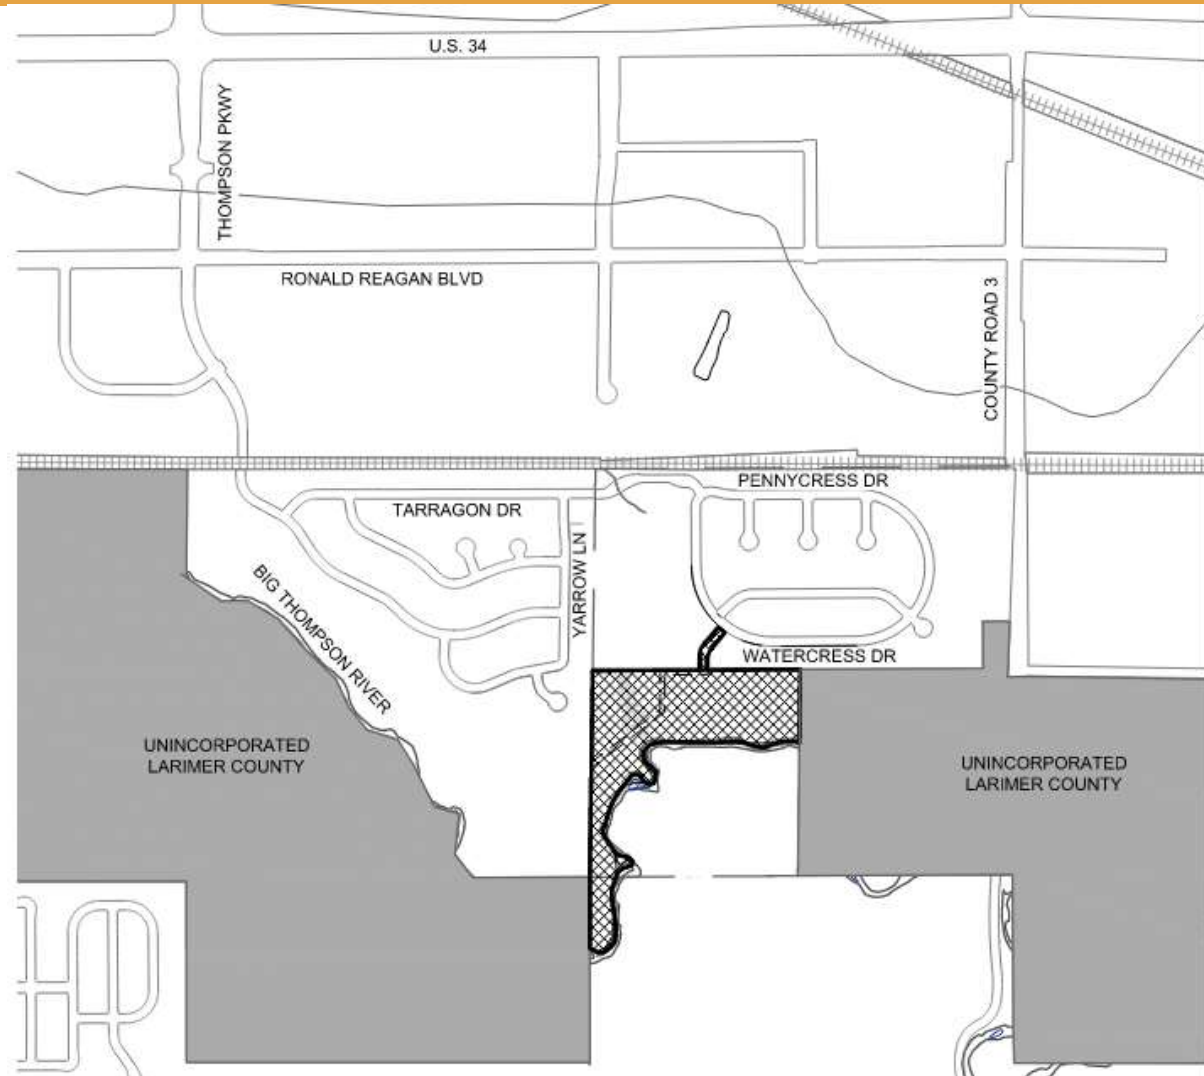 U.S. 34
THOMPSON PKWY
RONALD REAGAN BLVD
COUNTY ROAD 3
PENNYCRESS DR
TARRAGON DR
YARROW LN
BIG THOMPSON RIVER
WATERCRESS DR
UNINCORPORATED
LARIMER COUNTY
UNINCORPORATED
LARIMER COUNTY